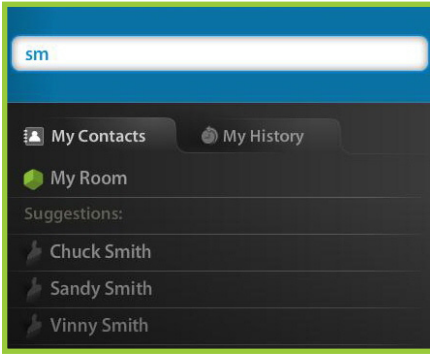 sm
My Contacts My History
My Room
Suggestions:
Chuck Smith
Sandy Smith
Vinny Smith